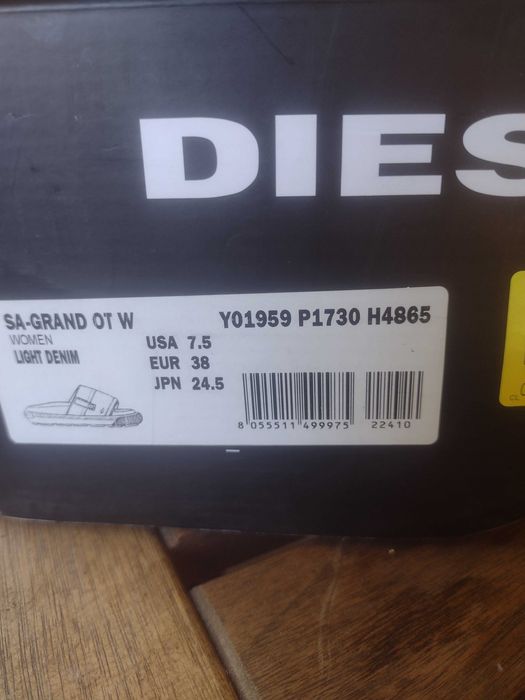 DIES
SA-GRAND OT W
Y01959 P1730 H4865
WOMEN
LIGHT DENIM
USA 7.5
EUR 38
JPN 24.5
8 055511 499975
22410
CL